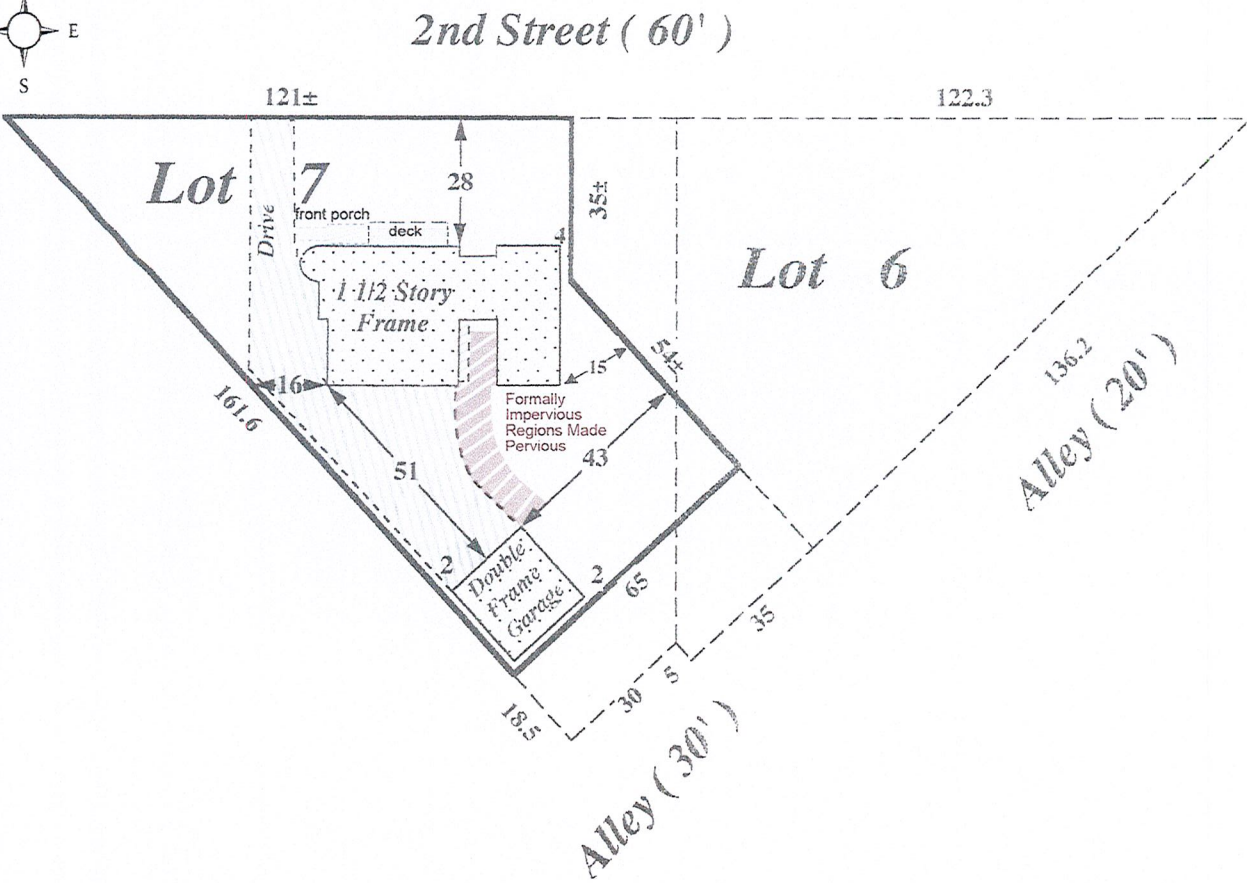 E
S
2nd Street ( 60' )
121±
122.3
Lot 7
28
35±
Drive
front porch
deck
4
Lot 6
1 1/2 Story
Frame
15
54±
136.2
Alley ( 20' )
16
161.6
Formally
Impervious
Regions Made
Pervious
51
43
2
Double
Frame
Garage
2
65
35
5
30
18.5
Alley ( 30' )